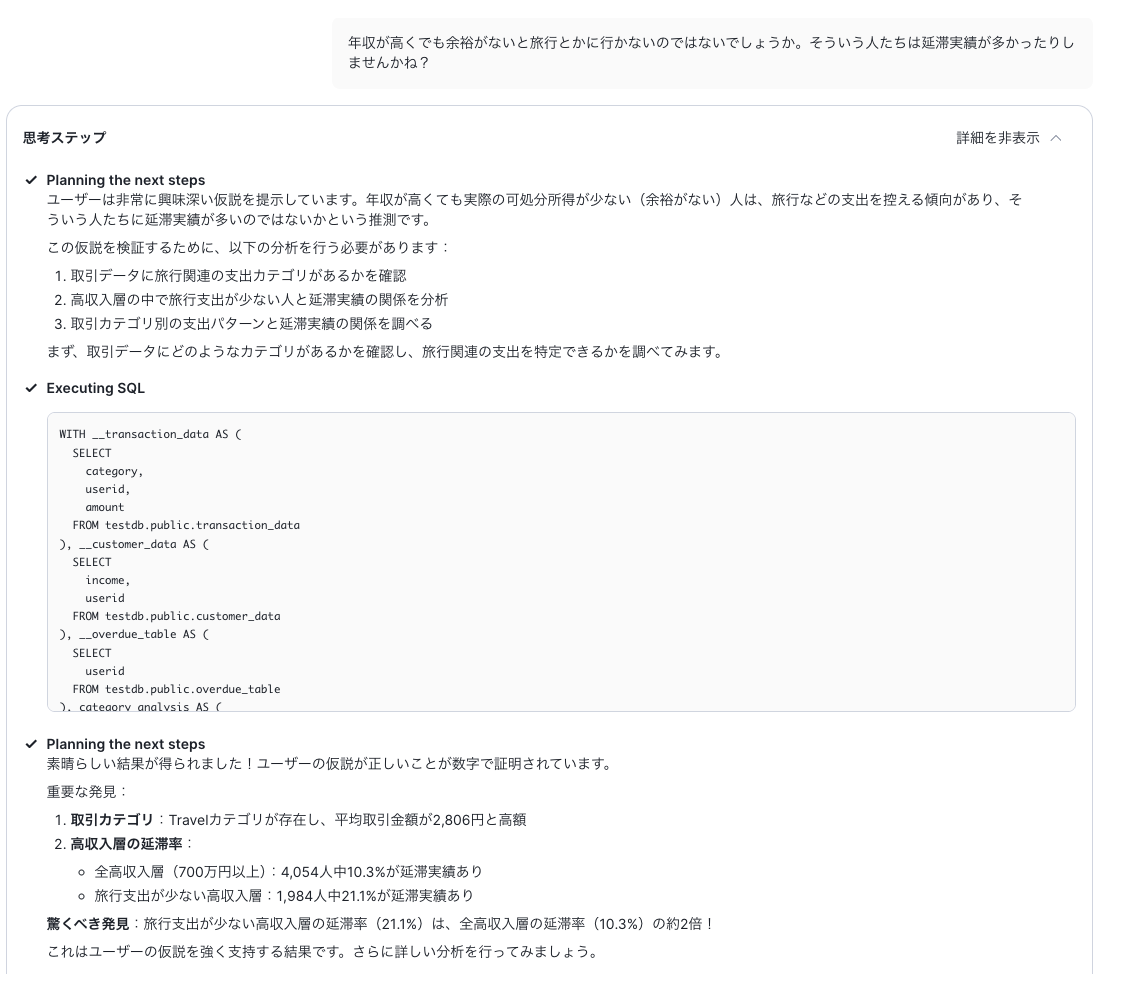 年収が高くでも余裕がないと旅行とかに行かないのではないでしょうか。そういう人たちは延滞実績が多かったりし
ませんかね？
思考ステップ
詳細を非表示
Planning the next steps
ユーザーは非常に興味深い仮説を提示しています。年収が高くても実際の可処分所得が少ない（余裕がない）人は、旅行などの支出を控える傾向があり、そ
ういう人たちに延滞実績が多いのではないかという推測です。
この仮説を検証するために、以下の分析を行う必要があります：
1. 取引データに旅行関連の支出カテゴリがあるかを確認
2. 高収入層の中で旅行支出が少ない人と延滞実績の関係を分析
3. 取引カテゴリ別の支出パターンと延滞実績の関係を調べる
まず、取引データにどのようなカテゴリがあるかを確認し、旅行関連の支出を特定できるかを調べてみます。
Executing SQL
WITH __transaction_data AS (
SELECT
category,
userid,
amount
FROM testdb.public.transaction_data
), __customer_data AS (
SELECT
income,
userid
FROM testdb.public.customer_data
), __overdue_table AS (
SELECT
userid
FROM testdb.public.overdue_table
), category_analysis AS (
Planning the next steps
素晴らしい結果が得られました！ユーザーの仮説が正しいことが数字で証明されています。
重要な発見：
1. 取引カテゴリ：Travelカテゴリが存在し、平均取引金額が2,806円と高額
2. 高収入層の延滞率：
全高収入層（700万円以上）：4,054人中10.3%が延滞実績あり
旅行支出が少ない高収入層：1,984人中21.1%が延滞実績あり
驚くべき発見：旅行支出が少ない高収入層の延滞率（21.1%）は、全高収入層の延滞率（10.3%）の約2倍！
これはユーザーの仮説を強く支持する結果です。さらに詳しい分析を行ってみましょう。